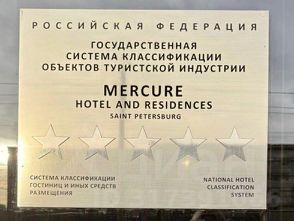 РОССИЙСКАЯ ФЕДЕРАЦИЯ
ГОСУДАРСТВЕННАЯ
СИСТЕМА КЛАССИФИКАЦИИ
ОБЪЕКТОВ ТУРИСТСКОЙ ИНДУСТРИИ
MERCURE
HOTEL AND RESIDENCES
SAINT PETERSBURG
СИСТЕМА КЛАССИФИКАЦИИ
ГОСТИНИЦ И ИНЫХ СРЕДСТВ
РАЗМЕЩЕНИЯ
NATIONAL HOTEL
CLASSIFICATION
SYSTEM